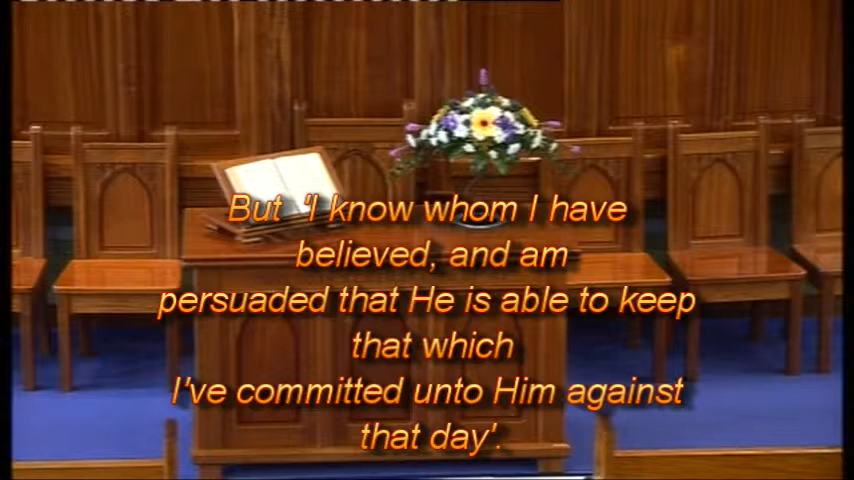 But 'I know whom I have
believed, and am
persuaded that He is able to keep
that which
I've committed unto Him against
that day'.